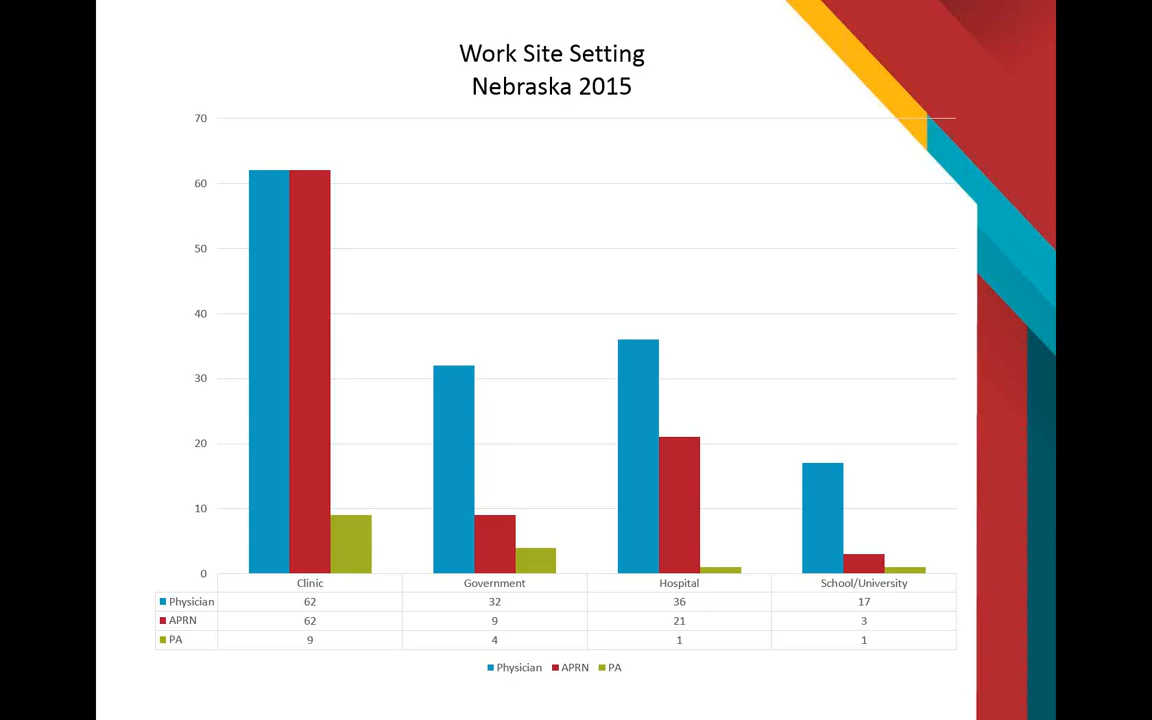 Work Site Setting
Nebraska 2015
70
60
50
40
30
20
10
0
Clinic Government Hospital School/University
Physician 62 32 36 17
APRN 62 9 21 3
PA 9 4 1 1
Physician APRN PA